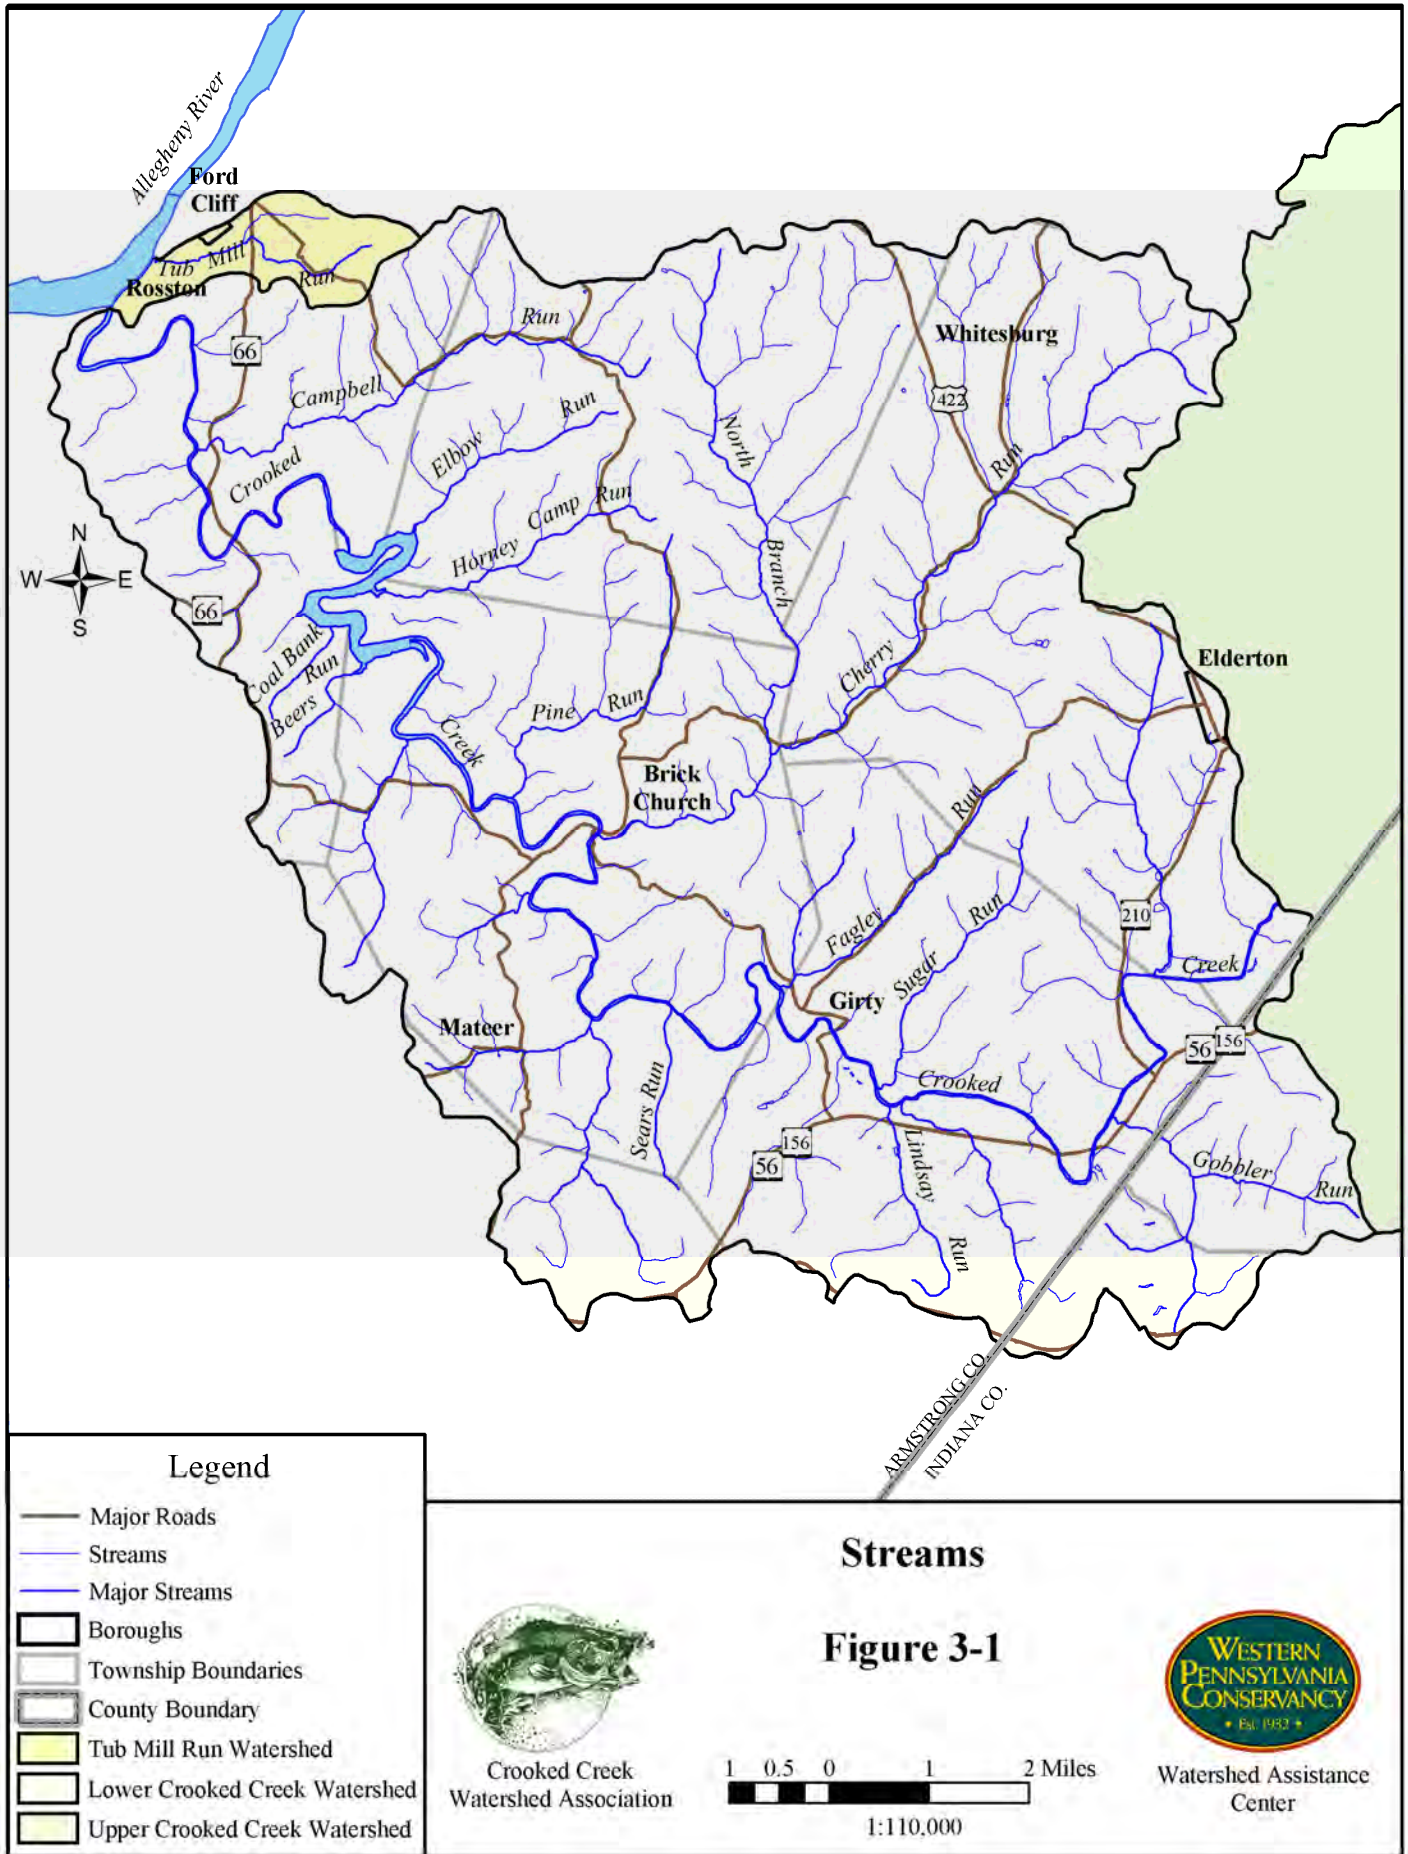 Allegheny River
Ford
Cliff
Tub Mill Run
Rosston
66
Campbell Run
Elbow Run
Crooked
Horney Camp Run
North Branch
Whitesburg
422
Run
Cherry
N
W E
S
66
Coal Bank
Run
Beers
Creek
Pine Run
Brick
Church
Elderton
Run
Fagley
Sugar Run
210
Creek
Girty
Mateer
56 156
Crooked
Sears Run
Lindsay Run
156
56
Gobbler Run
ARMSTRONG CO.
INDIANA CO.
Legend
Major Roads
Streams
Major Streams
Boroughs
Township Boundaries
County Boundary
Tub Mill Run Watershed
Lower Crooked Creek Watershed
Upper Crooked Creek Watershed
Streams
Figure 3-1
Crooked Creek
Watershed Association
1 0.5 0 1 2 Miles
1:110,000
WESTERN
PENNSYLVANIA
CONSERVANCY
Est. 1932
Watershed Assistance
Center